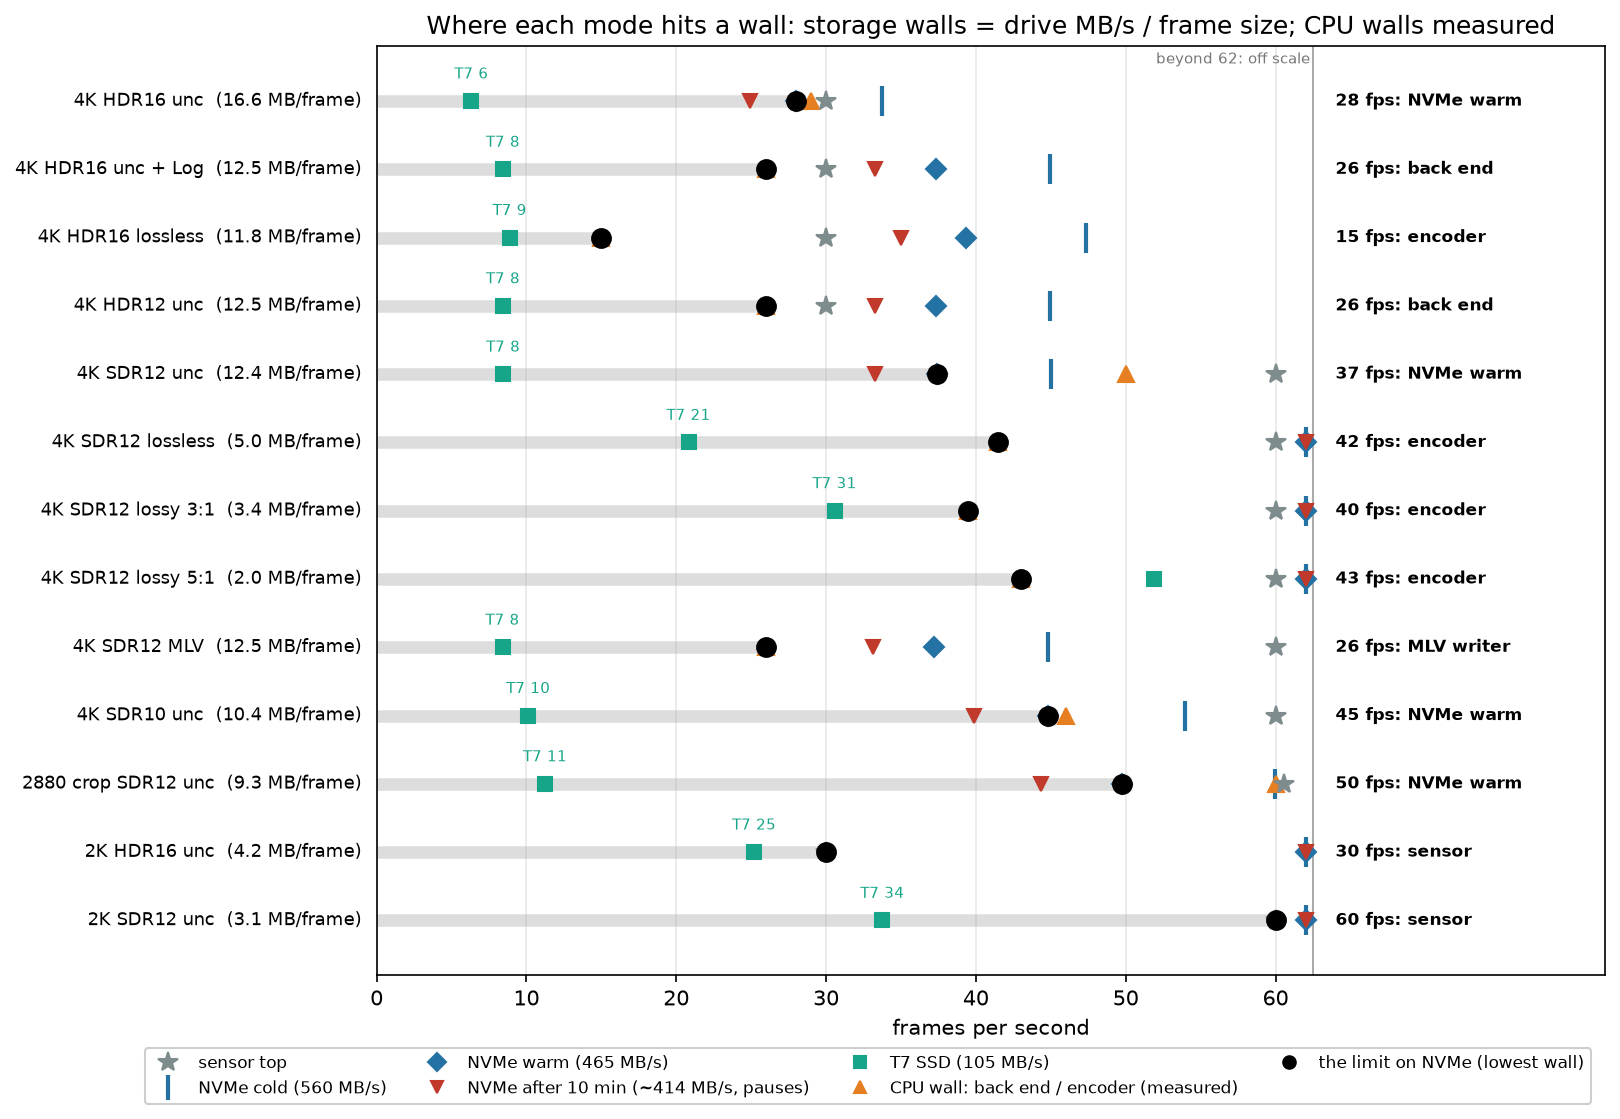 Where each mode hits a wall: storage walls = drive MB/s / frame size; CPU walls measured
beyond 62: off scale
T7 6
4K HDR16 unc  (16.6 MB/frame)
28 fps: NVMe warm
T7 8
4K HDR16 unc + Log  (12.5 MB/frame)
26 fps: back end
T7 9
4K HDR16 lossless  (11.8 MB/frame)
15 fps: encoder
T7 8
4K HDR12 unc  (12.5 MB/frame)
26 fps: back end
T7 8
4K SDR12 unc  (12.4 MB/frame)
37 fps: NVMe warm
T7 21
4K SDR12 lossless  (5.0 MB/frame)
42 fps: encoder
T7 31
4K SDR12 lossy 3:1  (3.4 MB/frame)
40 fps: encoder
4K SDR12 lossy 5:1  (2.0 MB/frame)
43 fps: encoder
T7 8
4K SDR12 MLV  (12.5 MB/frame)
26 fps: MLV writer
T7 10
4K SDR10 unc  (10.4 MB/frame)
45 fps: NVMe warm
T7 11
2880 crop SDR12 unc  (9.3 MB/frame)
50 fps: NVMe warm
T7 25
2K HDR16 unc  (4.2 MB/frame)
30 fps: sensor
T7 34
2K SDR12 unc  (3.1 MB/frame)
60 fps: sensor
0 10 20 30 40 50 60
frames per second
sensor top
NVMe cold (560 MB/s)
NVMe warm (465 MB/s)
NVMe after 10 min (~414 MB/s, pauses)
T7 SSD (105 MB/s)
CPU wall: back end / encoder (measured)
the limit on NVMe (lowest wall)